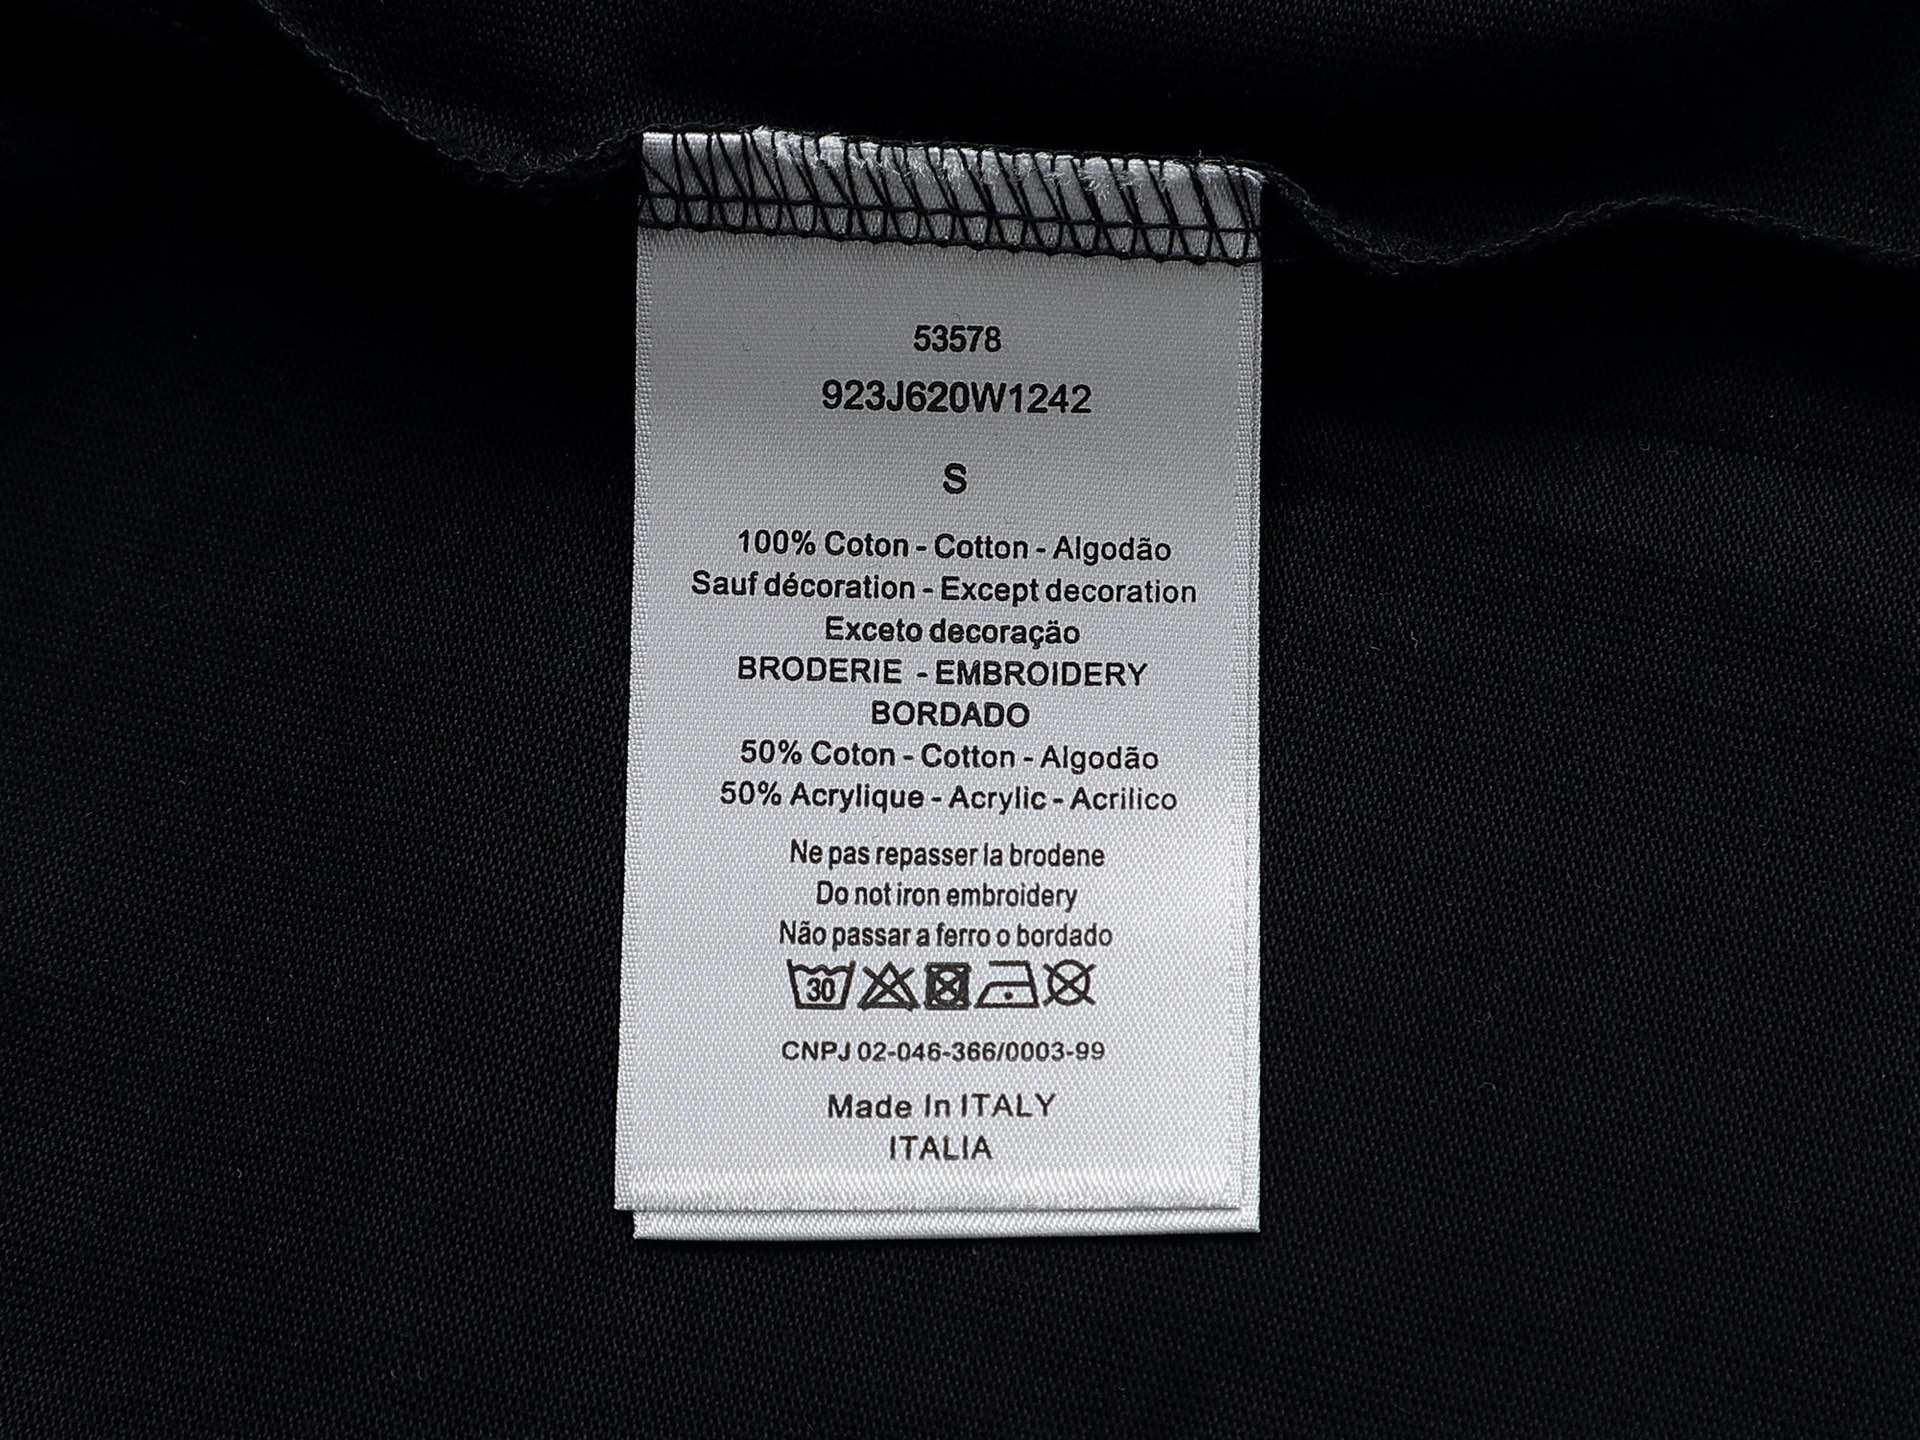 53578
923J620W1242
S
100% Coton - Cotton - Algodão
Sauf décoration - Except decoration
Exceto decoração
BRODERIE - EMBROIDERY
BORDADO
50% Coton - Cotton - Algodão
50% Acrylique - Acrylic - Acrilico
Ne pas repasser la brodene
Do not iron embroidery
Não passar a ferro o bordado
30
CNPJ 02-046-366/0003-99
Made In ITALY
ITALIA